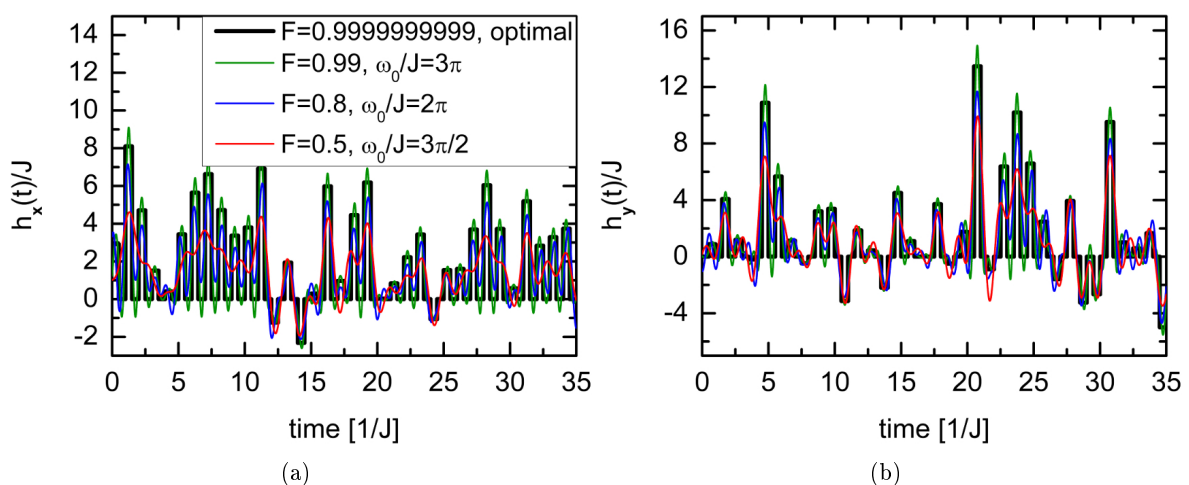 14
12
10
8
6
4
2
0
-2
h_x(t)/J
F=0.9999999999, optimal
F=0.99, ω_0/J=3π
F=0.8, ω_0/J=2π
F=0.5, ω_0/J=3π/2
0 5 10 15 20 25 30 35
time [1/J]
(a)
16
12
8
4
0
-4
h_y(t)/J
0 5 10 15 20 25 30 35
time [1/J]
(b)